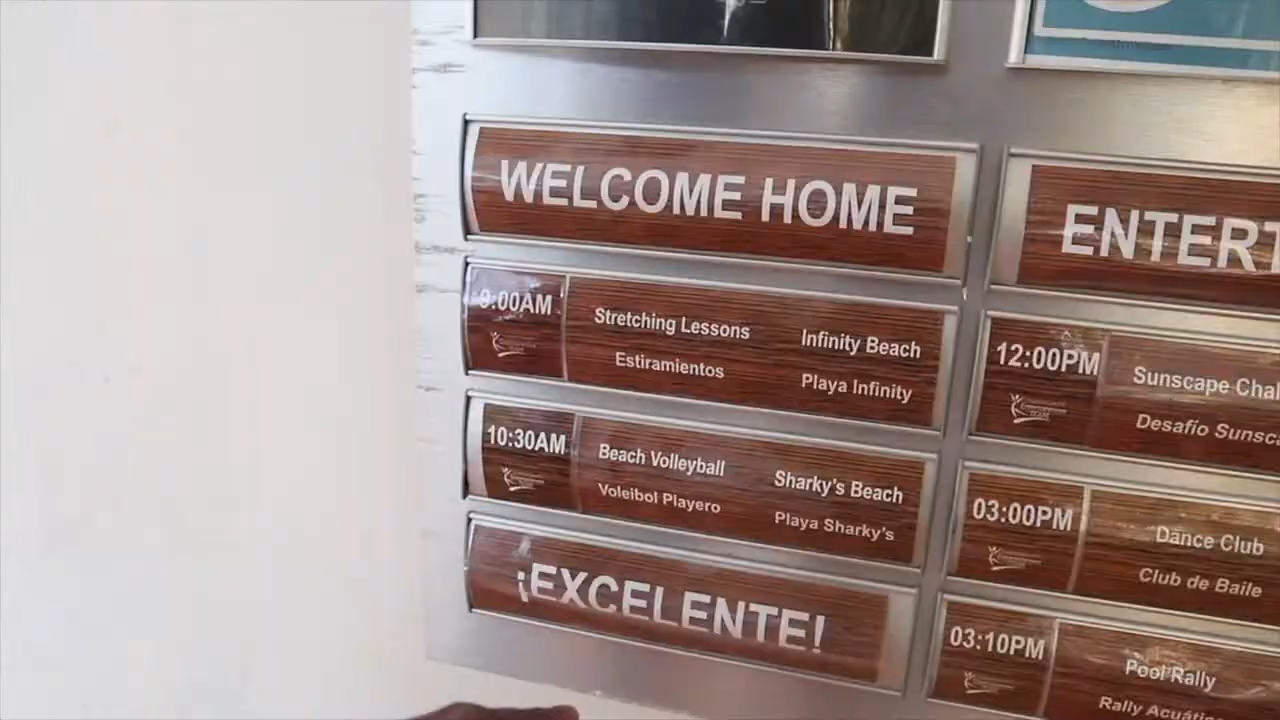 WELCOME HOME
9:00AM
Stretching Lessons
Infinity Beach
Estiramientos
Playa Infinity
10:30AM
Beach Volleyball
Sharky's Beach
Voleibol Playero
Playa Sharky's
¡EXCELENTE!
ENTERT
12:00PM
Sunscape Chal
Desafío Sunsc
03:00PM
Dance Club
Club de Baile
03:10PM
Pool Rally
Rally Acuáti